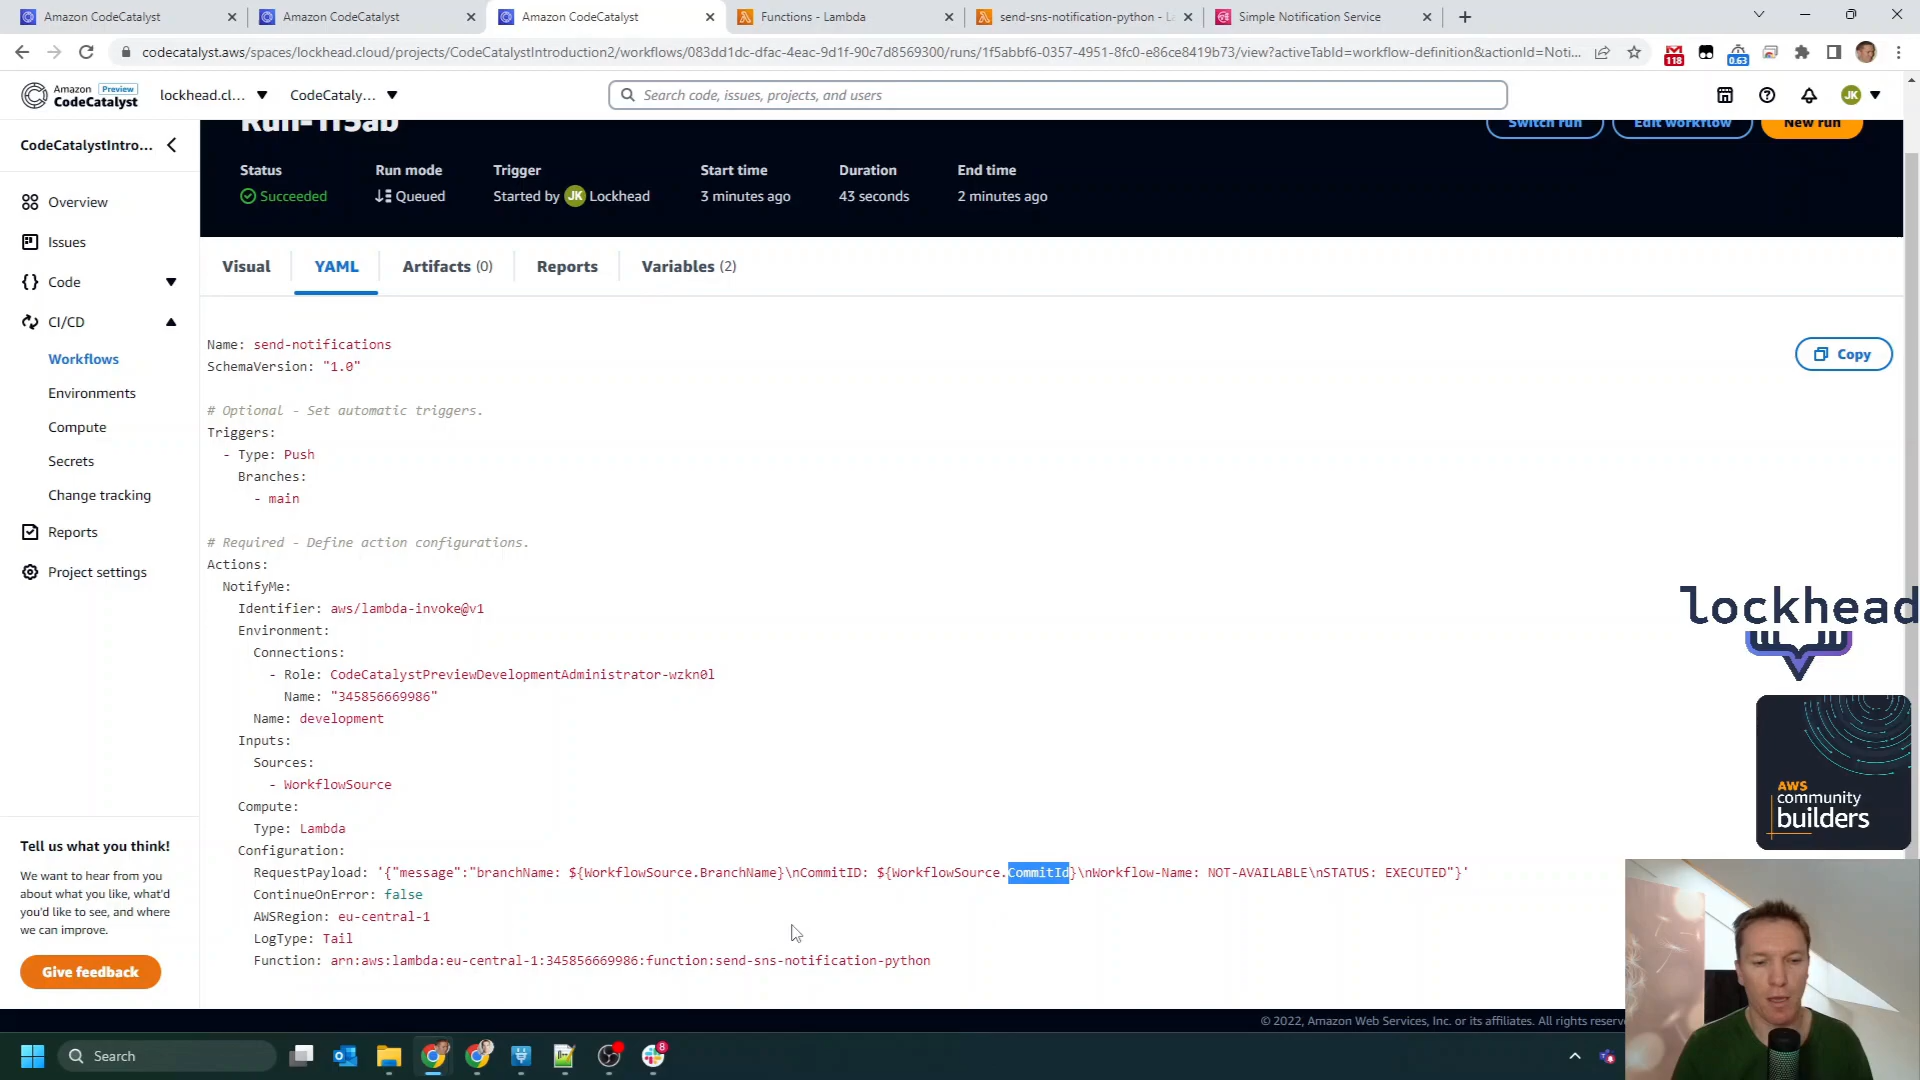 Amazon CodeCatalyst
Amazon CodeCatalyst
Amazon CodeCatalyst
Functions - Lambda
send-sns-notification-python - L
Simple Notification Service
codecatalyst.aws/spaces/lockhead.cloud/projects/CodeCatalystIntroduction2/workflows/083dd1dc-dfac-4eac-9d1f-90c7d8569300/runs/1f5abbf6-0357-4951-8fc0-e86ce8419b73/view?activeTabId=workflow-definition&actionId=Noti...
118
0.63
Amazon Preview
CodeCatalyst
lockhead.cl...
CodeCataly...
Search code, issues, projects, and users
JK
CodeCatalystIntro...
Overview
Issues
Code
CI/CD
Workflows
Environments
Compute
Secrets
Change tracking
Reports
Project settings
Tell us what you think!
We want to hear from you
about what you like, what'd
you'd like to see, and where
we can improve.
Give feedback
Run-1f5ab
Switch run
Edit workflow
New run
Status
Succeeded
Run mode
Queued
Trigger
Started by JK Lockhead
Start time
3 minutes ago
Duration
43 seconds
End time
2 minutes ago
Visual
YAML
Artifacts (0)
Reports
Variables (2)
Copy
Name: send-notifications
SchemaVersion: "1.0"
# Optional - Set automatic triggers.
Triggers:
- Type: Push
Branches:
- main
# Required - Define action configurations.
Actions:
NotifyMe:
Identifier: aws/lambda-invoke@v1
Environment:
Connections:
- Role: CodeCatalystPreviewDevelopmentAdministrator-wzkn0l
Name: "345856669986"
Name: development
Inputs:
Sources:
- WorkflowSource
Compute:
Type: Lambda
Configuration:
RequestPayload: '{"message":"branchName: ${WorkflowSource.BranchName}\nCommitID: ${WorkflowSource.CommitId}\nWorkflow-Name: NOT-AVAILABLE\nSTATUS: EXECUTED"}'
ContinueOnError: false
AWSRegion: eu-central-1
LogType: Tail
Function: arn:aws:lambda:eu-central-1:345856669986:function:send-sns-notification-python
lockhead
AWS
community
builders
© 2022, Amazon Web Services, Inc. or its affiliates. All rights reserv
Search
8